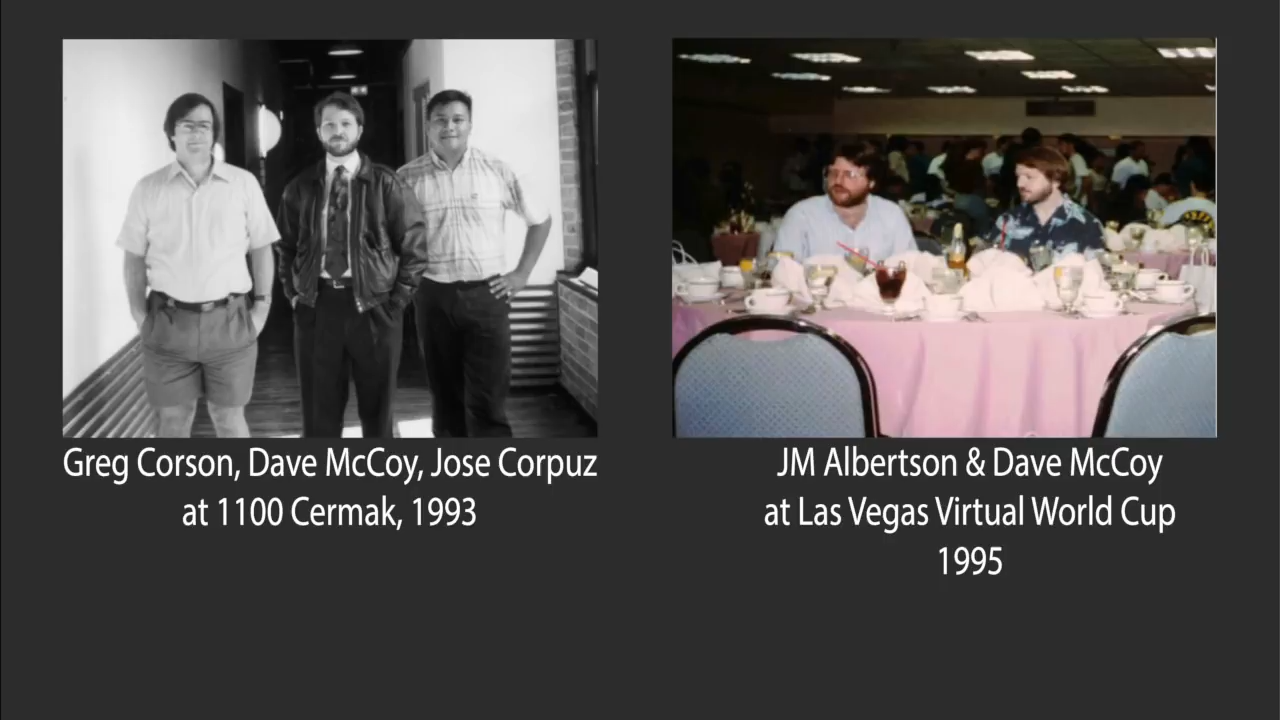 Greg Corson, Dave McCoy, Jose Corpuz
at 1100 Cermak, 1993
JM Albertson & Dave McCoy
at Las Vegas Virtual World Cup
1995